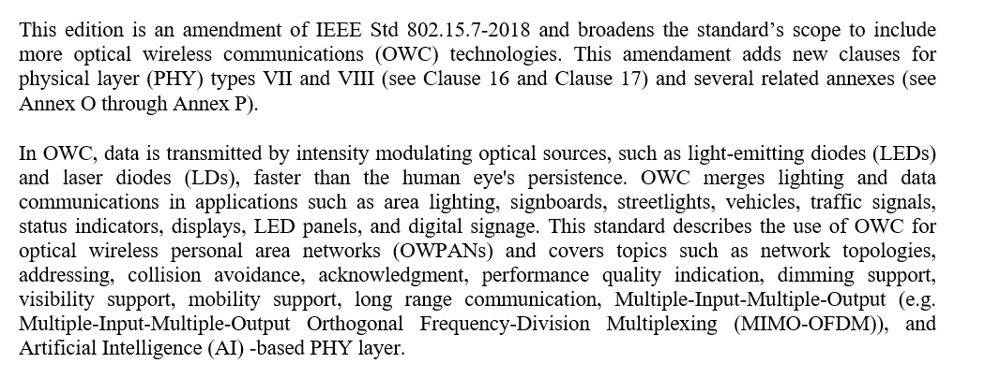 This edition is an amendment of IEEE Std 802.15.7-2018 and broadens the standard’s scope to include
more optical wireless communications (OWC) technologies. This amendament adds new clauses for
physical layer (PHY) types VII and VIII (see Clause 16 and Clause 17) and several related annexes (see
Annex O through Annex P).
In OWC, data is transmitted by intensity modulating optical sources, such as light-emitting diodes (LEDs)
and laser diodes (LDs), faster than the human eye's persistence. OWC merges lighting and data
communications in applications such as area lighting, signboards, streetlights, vehicles, traffic signals,
status indicators, displays, LED panels, and digital signage. This standard describes the use of OWC for
optical wireless personal area networks (OWPANs) and covers topics such as network topologies,
addressing, collision avoidance, acknowledgment, performance quality indication, dimming support,
visibility support, mobility support, long range communication, Multiple-Input-Multiple-Output (e.g.
Multiple-Input-Multiple-Output Orthogonal Frequency-Division Multiplexing (MIMO-OFDM)), and
Artificial Intelligence (AI) -based PHY layer.